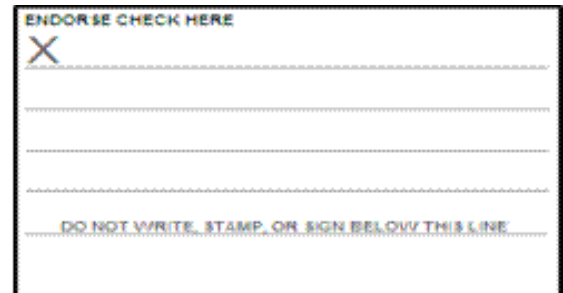 ENDORSE CHECK HERE
X
DO NOT WRITE, STAMP, OR SIGN BELOW THIS LINE